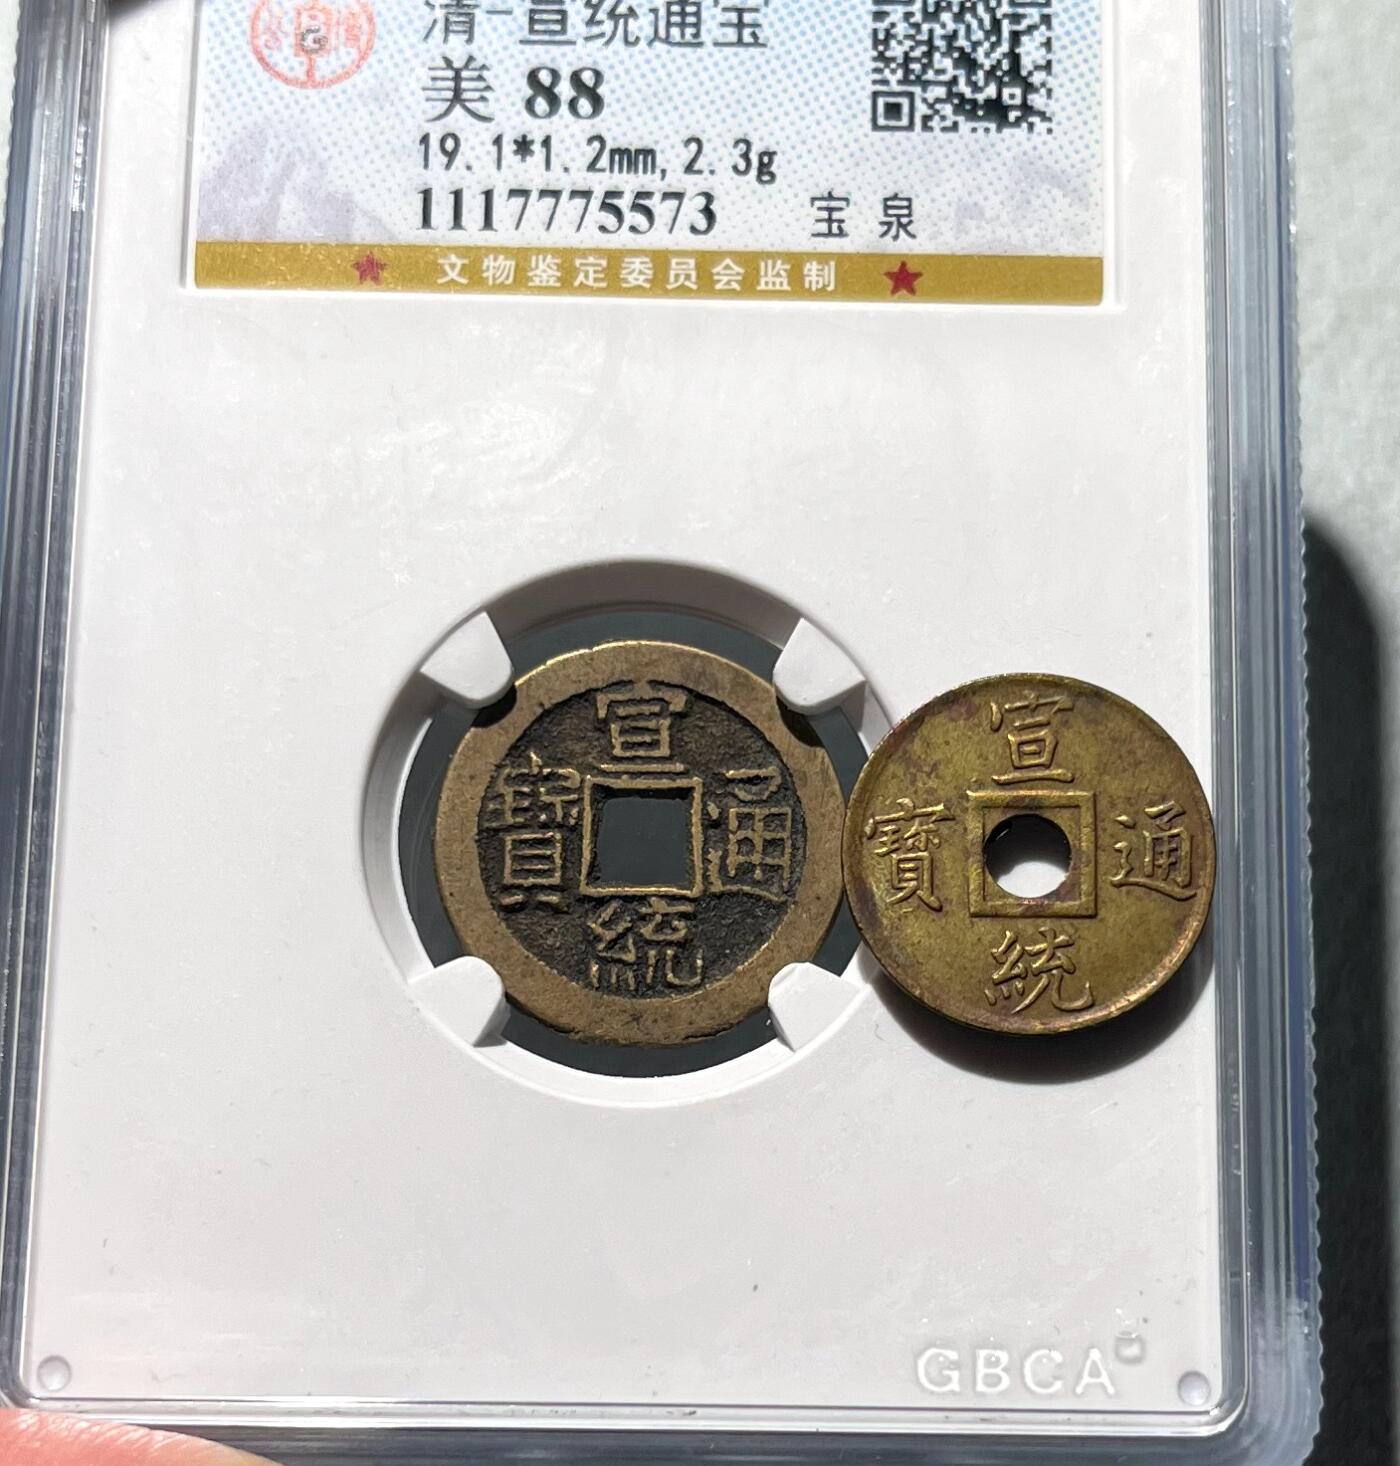 清-宣统通宝
美 88
19.1*1.2mm,2.3g
1117775573 宝泉
★ 文物鉴定委员会监制 ★
宣
寶 通
統
宣
寶 通
統
GBCA